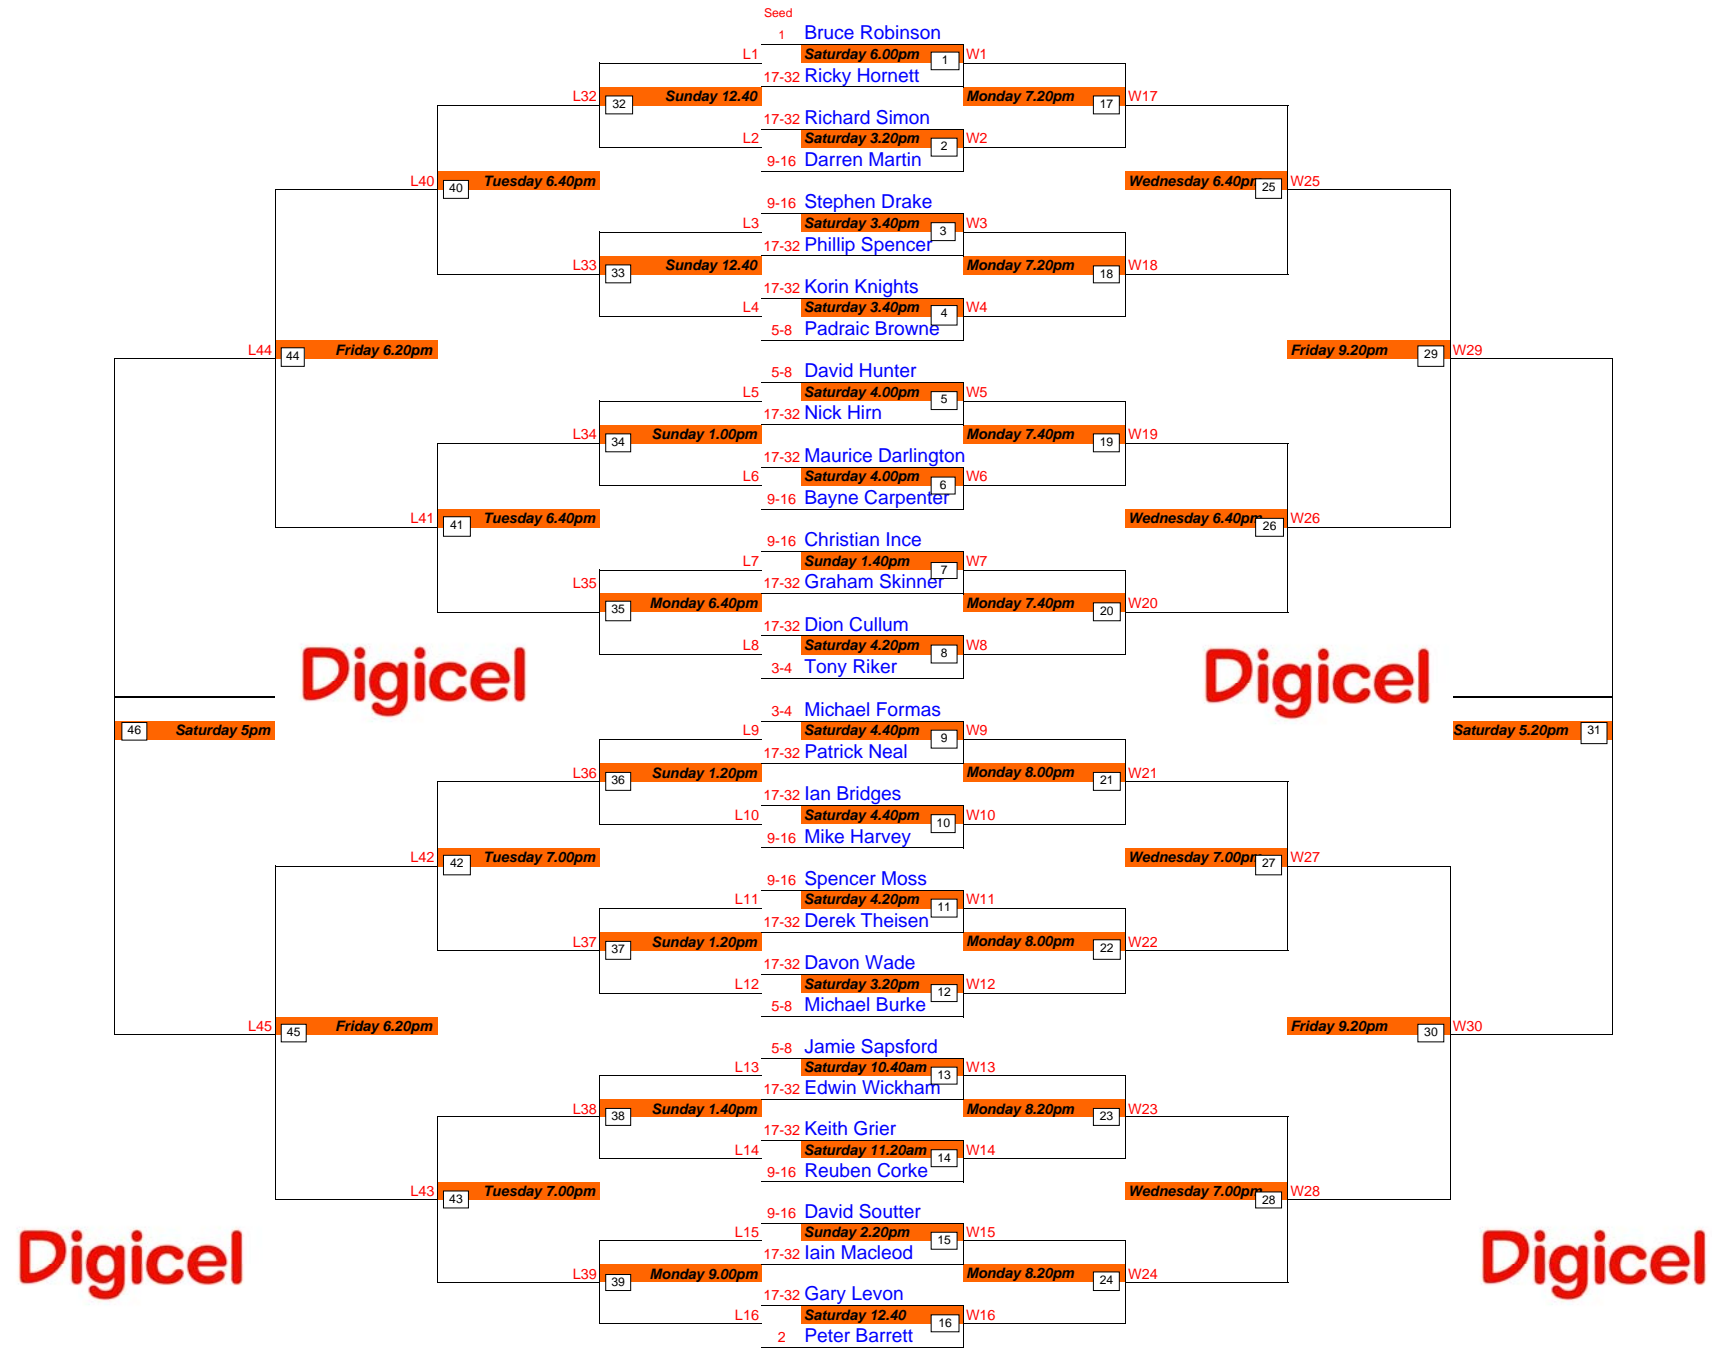 Seed
1 Bruce Robinson
L1 Saturday 6.00pm 1 W1
17-32 Ricky Hornett
L32 32 Sunday 12.40 Monday 7.20pm 17 W17
17-32 Richard Simon
L2 Saturday 3.20pm 2 W2
9-16 Darren Martin
L40 40 Tuesday 6.40pm Wednesday 6.40pm 25 W25
9-16 Stephen Drake
L3 Saturday 3.40pm 3 W3
17-32 Phillip Spencer
L33 33 Sunday 12.40 Monday 7.20pm 18 W18
17-32 Korin Knights
L4 Saturday 3.40pm 4 W4
5-8 Padraic Browne
L44 44 Friday 6.20pm Friday 9.20pm 29 W29
5-8 David Hunter
L5 Saturday 4.00pm 5 W5
17-32 Nick Hirn
L34 34 Sunday 1.00pm Monday 7.40pm 19 W19
17-32 Maurice Darlington
L6 Saturday 4.00pm 6 W6
9-16 Bayne Carpenter
L41 41 Tuesday 6.40pm Wednesday 6.40pm 26 W26
9-16 Christian Ince
L7 Sunday 1.40pm 7 W7
17-32 Graham Skinner
L35 35 Monday 6.40pm Monday 7.40pm 20 W20
17-32 Dion Cullum
L8 Saturday 4.20pm 8 W8
3-4 Tony Riker
Digicel Digicel
3-4 Michael Formas
46 Saturday 5pm L9 Saturday 4.40pm 9 W9 Saturday 5.20pm 31
17-32 Patrick Neal
L36 36 Sunday 1.20pm Monday 8.00pm 21 W21
17-32 Ian Bridges
L10 Saturday 4.40pm 10 W10
9-16 Mike Harvey
L42 42 Tuesday 7.00pm Wednesday 7.00pm 27 W27
9-16 Spencer Moss
L11 Saturday 4.20pm 11 W11
17-32 Derek Theisen
L37 37 Sunday 1.20pm Monday 8.00pm 22 W22
17-32 Davon Wade
L12 Saturday 3.20pm 12 W12
5-8 Michael Burke
L45 45 Friday 6.20pm Friday 9.20pm 30 W30
5-8 Jamie Sapsford
L13 Saturday 10.40am 13 W13
17-32 Edwin Wickham
L38 38 Sunday 1.40pm Monday 8.20pm 23 W23
17-32 Keith Grier
L14 Saturday 11.20am 14 W14
9-16 Reuben Corke
L43 43 Tuesday 7.00pm Wednesday 7.00pm 28 W28
9-16 David Soutter
L15 Sunday 2.20pm 15 W15
17-32 Iain Macleod
Digicel Digicel
L39 39 Monday 9.00pm Monday 8.20pm 24 W24
17-32 Gary Levon
L16 Saturday 12.40 16 W16
2 Peter Barrett